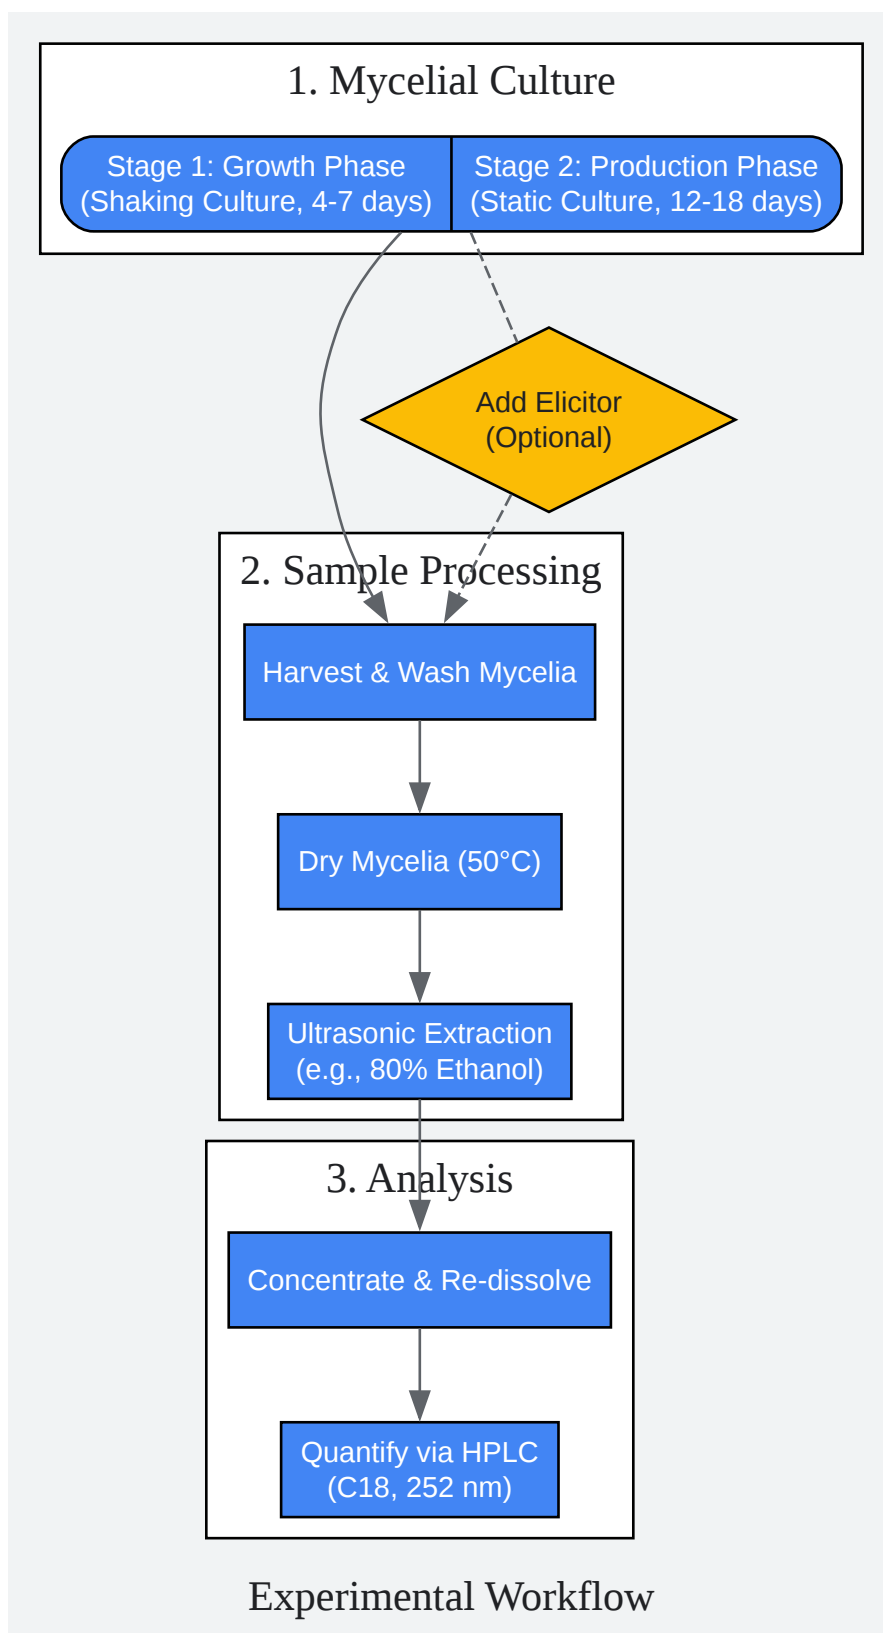 1. Mycelial Culture
Stage 1: Growth Phase
(Shaking Culture, 4-7 days)
Stage 2: Production Phase
(Static Culture, 12-18 days)
Add Elicitor
(Optional)
2. Sample Processing
Harvest & Wash Mycelia
Dry Mycelia (50°C)
Ultrasonic Extraction
(e.g., 80% Ethanol)
3. Analysis
Concentrate & Re-dissolve
Quantify via HPLC
(C18, 252 nm)
Experimental Workflow